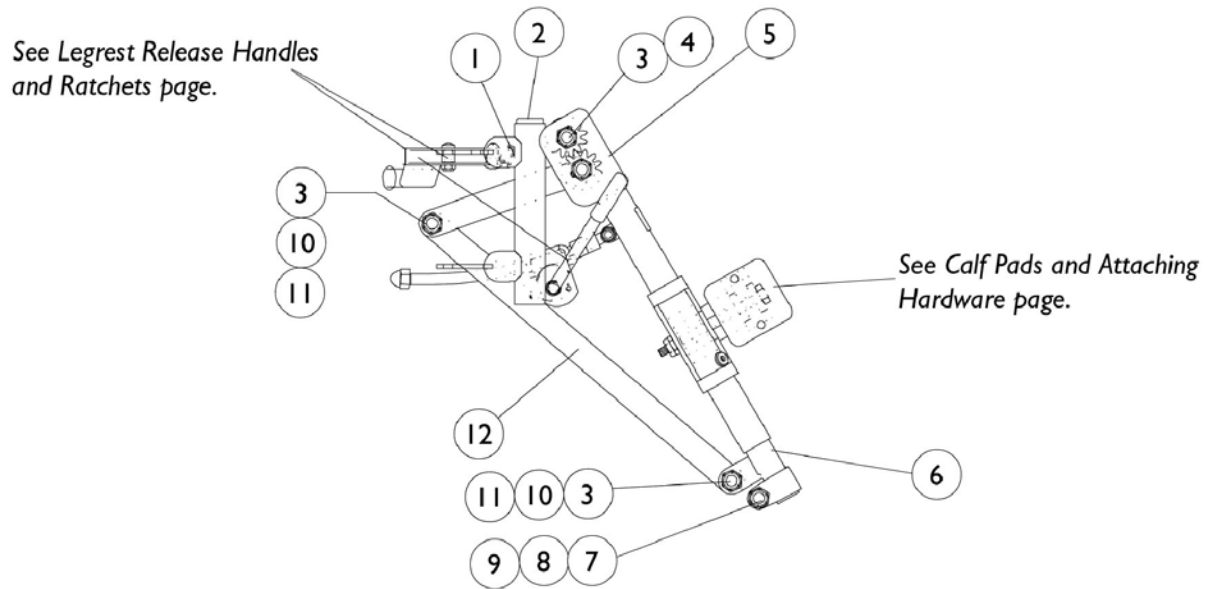 See Legrest Release Handles
and Ratchets page.
1
2
3 4
5
3
10
11
See Calf Pads and Attaching
Hardware page.
12
6
11 10 3
9 8 7